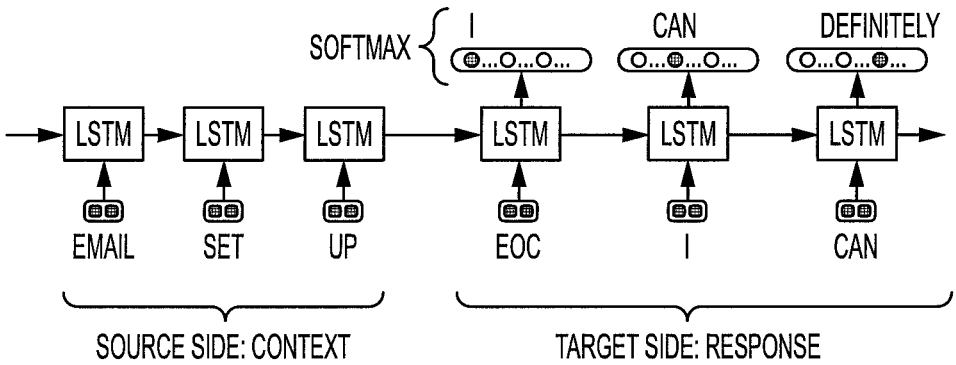 I CAN DEFINITELY
SOFTMAX
... ... ... ... ... ... ... ... ...
LSTM LSTM LSTM LSTM LSTM LSTM
EMAIL SET UP EOC I CAN
SOURCE SIDE: CONTEXT TARGET SIDE: RESPONSE